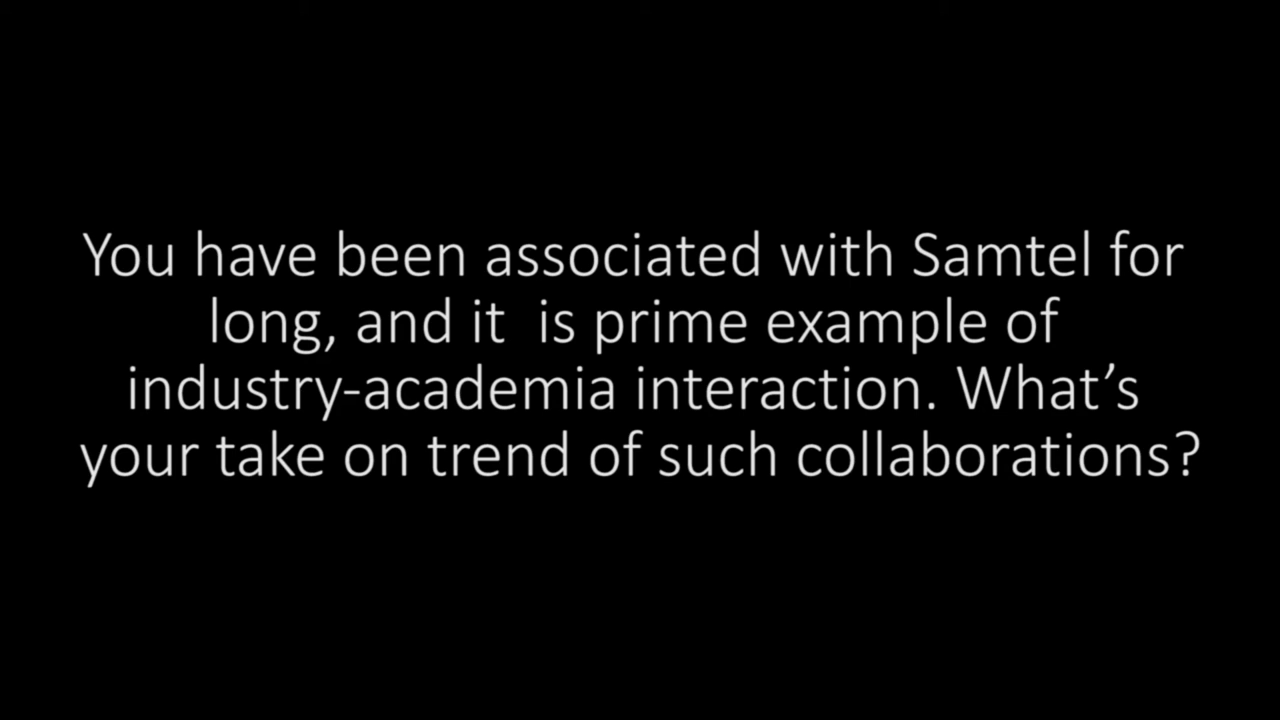 You have been associated with Samtel for
long, and it  is prime example of
industry-academia interaction. What’s
your take on trend of such collaborations?